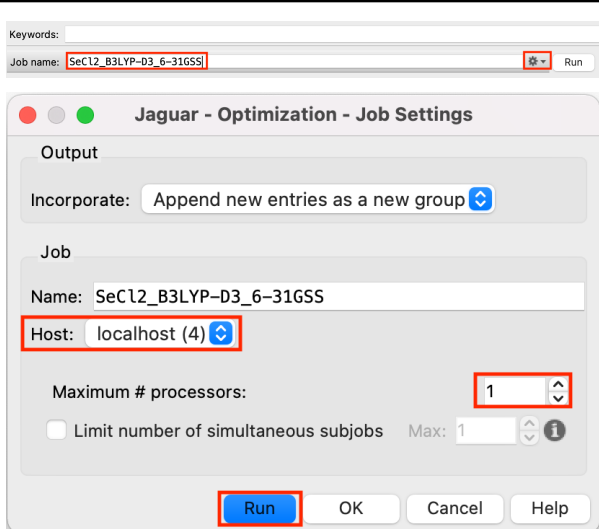 Keywords:
Job name: SeCl2_B3LYP-D3_6-31GSS Run
Jaguar - Optimization - Job Settings
Output
Incorporate: Append new entries as a new group
Job
Name: SeCl2_B3LYP-D3_6-31GSS
Host: localhost (4)
Maximum # processors: 1
Limit number of simultaneous subjobs Max: 1
Run OK Cancel Help